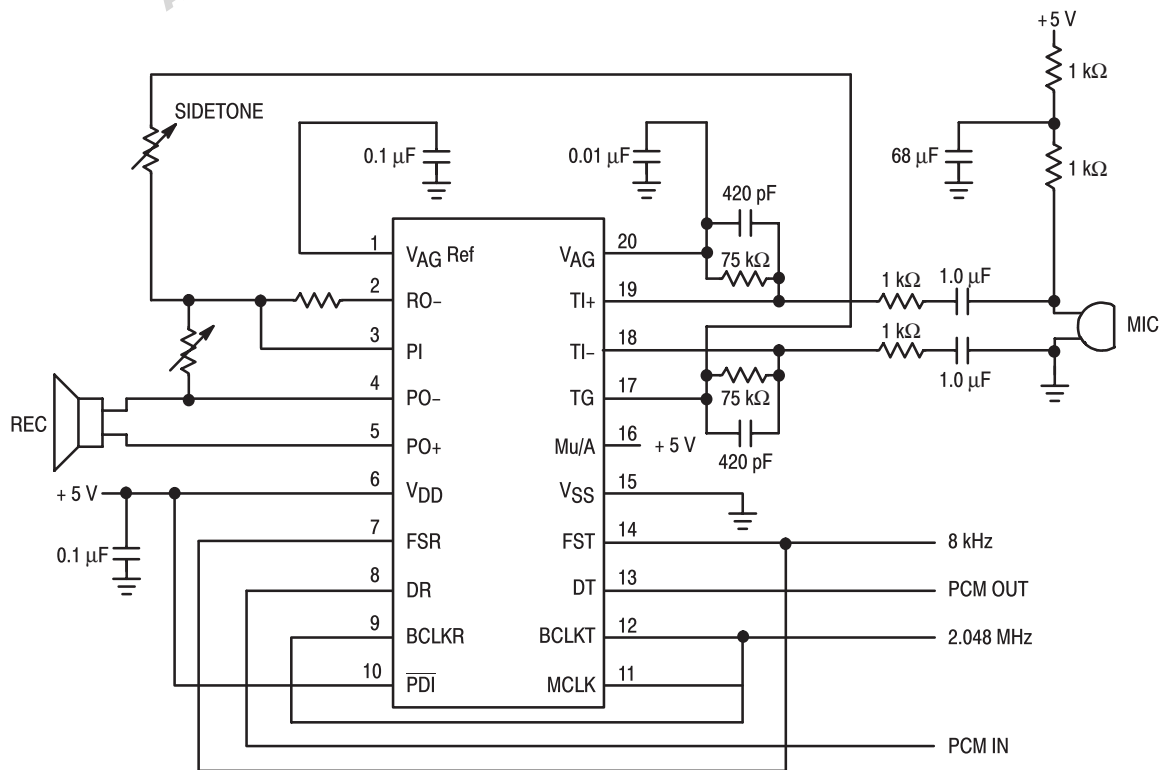 + 5 V
1 kΩ
SIDETONE
0.1 μF
0.01 μF
68 μF
1 kΩ
420 pF
1
V_AG Ref
V_AG
20
75 kΩ
1 kΩ
1.0 μF
2
RO–
TI+
19
MIC
3
PI
TI–
18
1 kΩ
1.0 μF
4
PO–
TG
17
75 kΩ
REC
5
PO+
Mu/A
16
+ 5 V
420 pF
+ 5 V
6
V_DD
V_SS
15
7
FSR
FST
14
8 kHz
0.1 μF
8
DR
DT
13
PCM OUT
9
BCLKR
BCLKT
12
2.048 MHz
10
PDI
MCLK
11
PCM IN